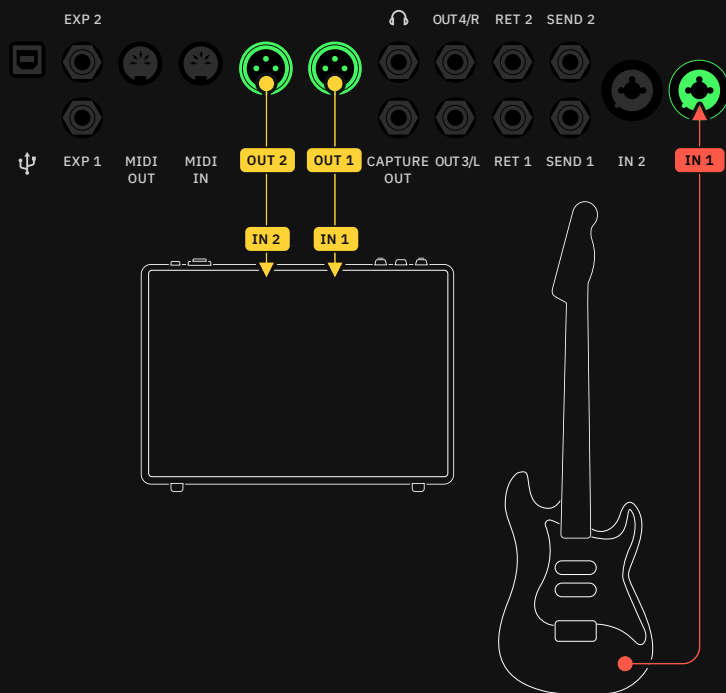 EXP 2
OUT4/R
RET 2
SEND 2
EXP 1
MIDI
OUT
MIDI
IN
OUT 2
OUT 1
CAPTURE
OUT
OUT3/L
RET 1
SEND 1
IN 2
IN 1
IN 2
IN 1